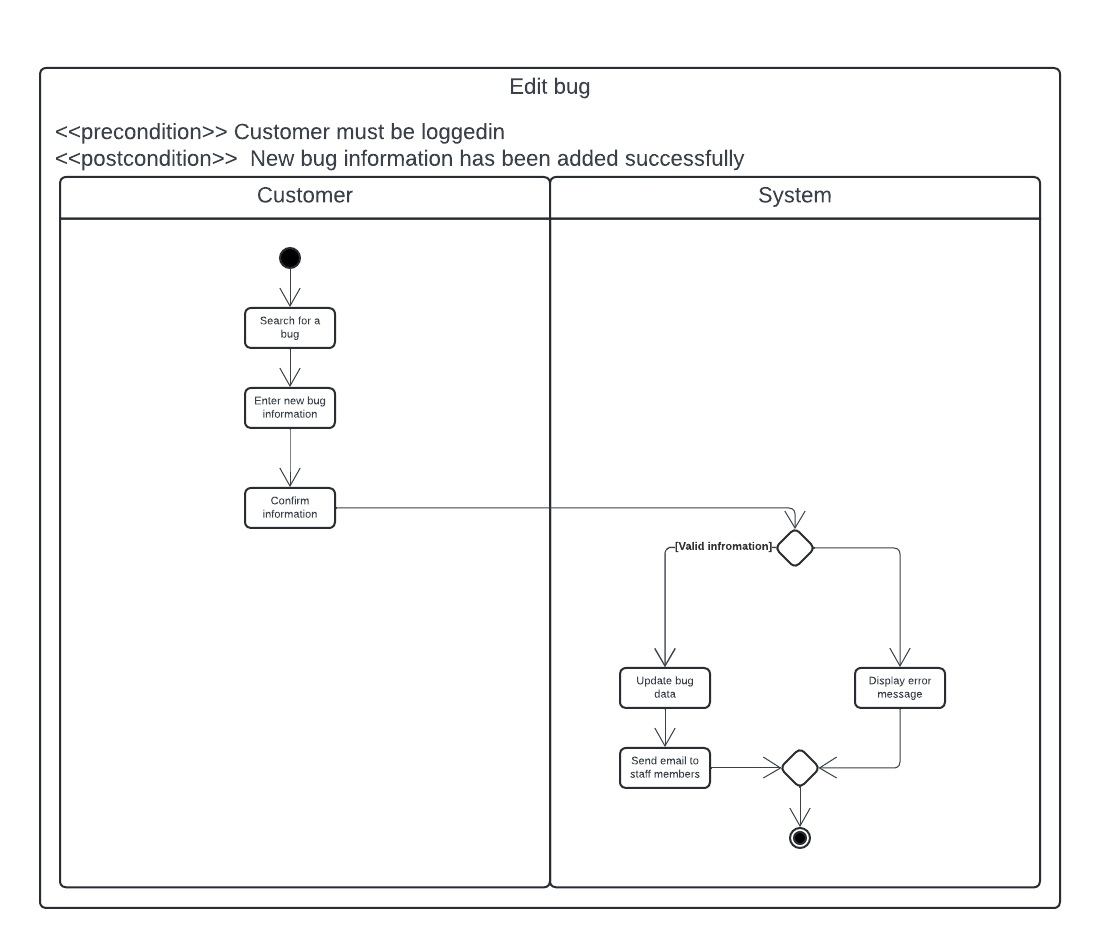 Edit bug
<<precondition>> Customer must be loggedin
<<postcondition>> New bug information has been added successfully
Customer
System
Search for a
bug
Enter new bug
information
Confirm
information
[Valid infromation]
Update bug
data
Display error
message
Send email to
staff members